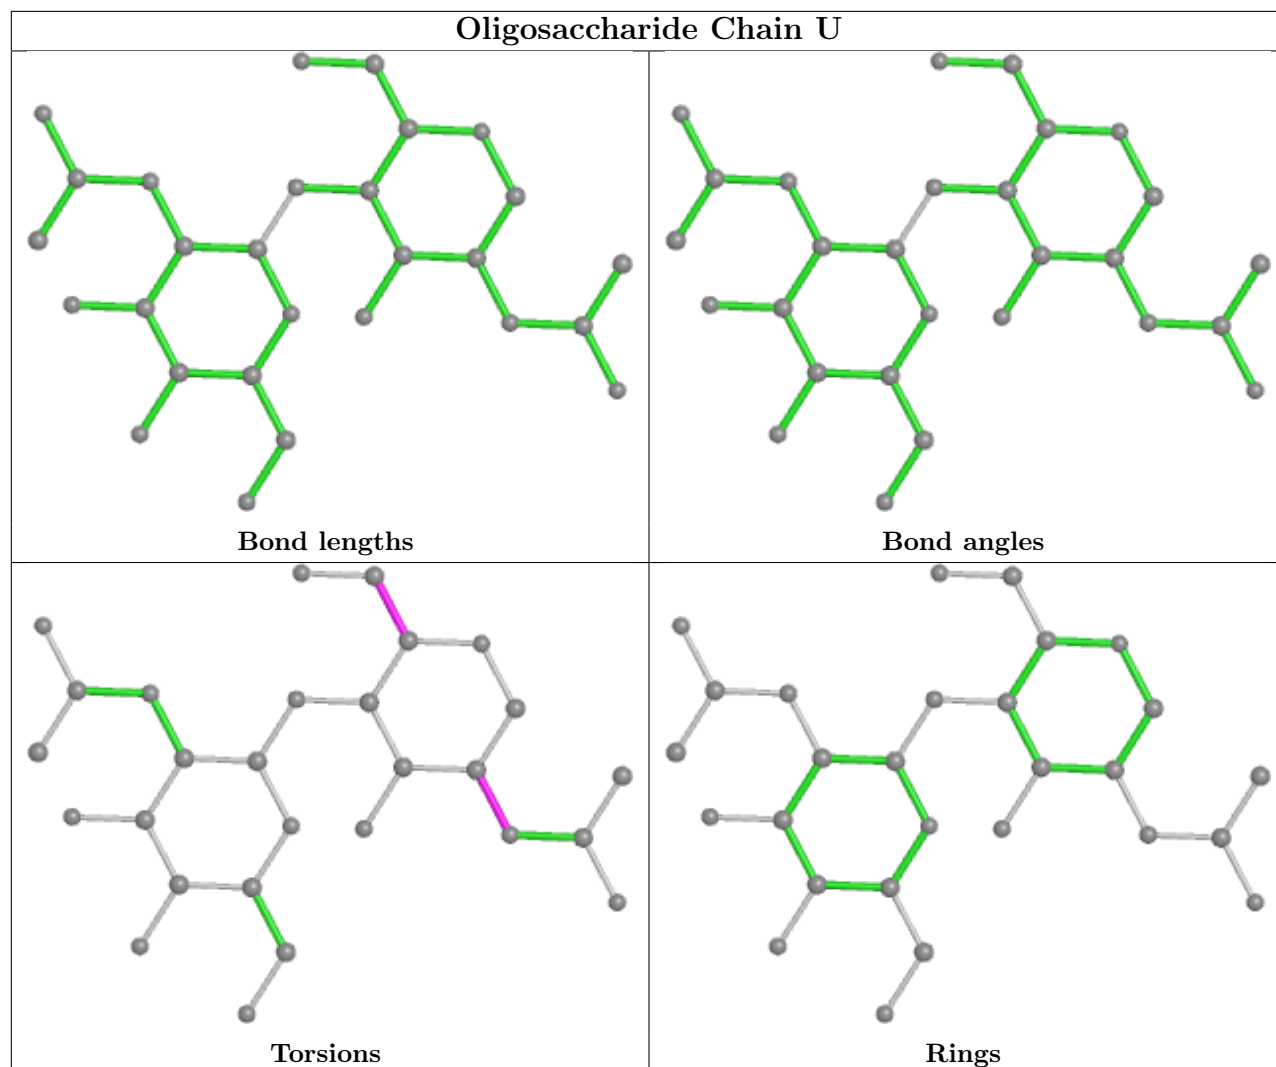 Oligosaccharide Chain U
Bond lengths
Bond angles
Torsions
Rings